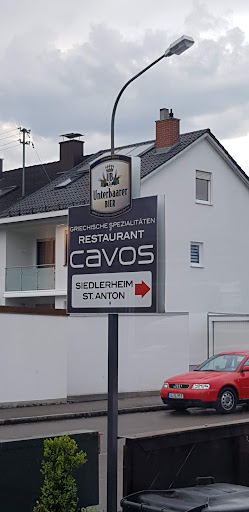 Unterbaarer
BIER
GRIECHISCHE SPEZIALITÄTEN
RESTAURANT
cavos
SIEDLERHEIM
ST. ANTON